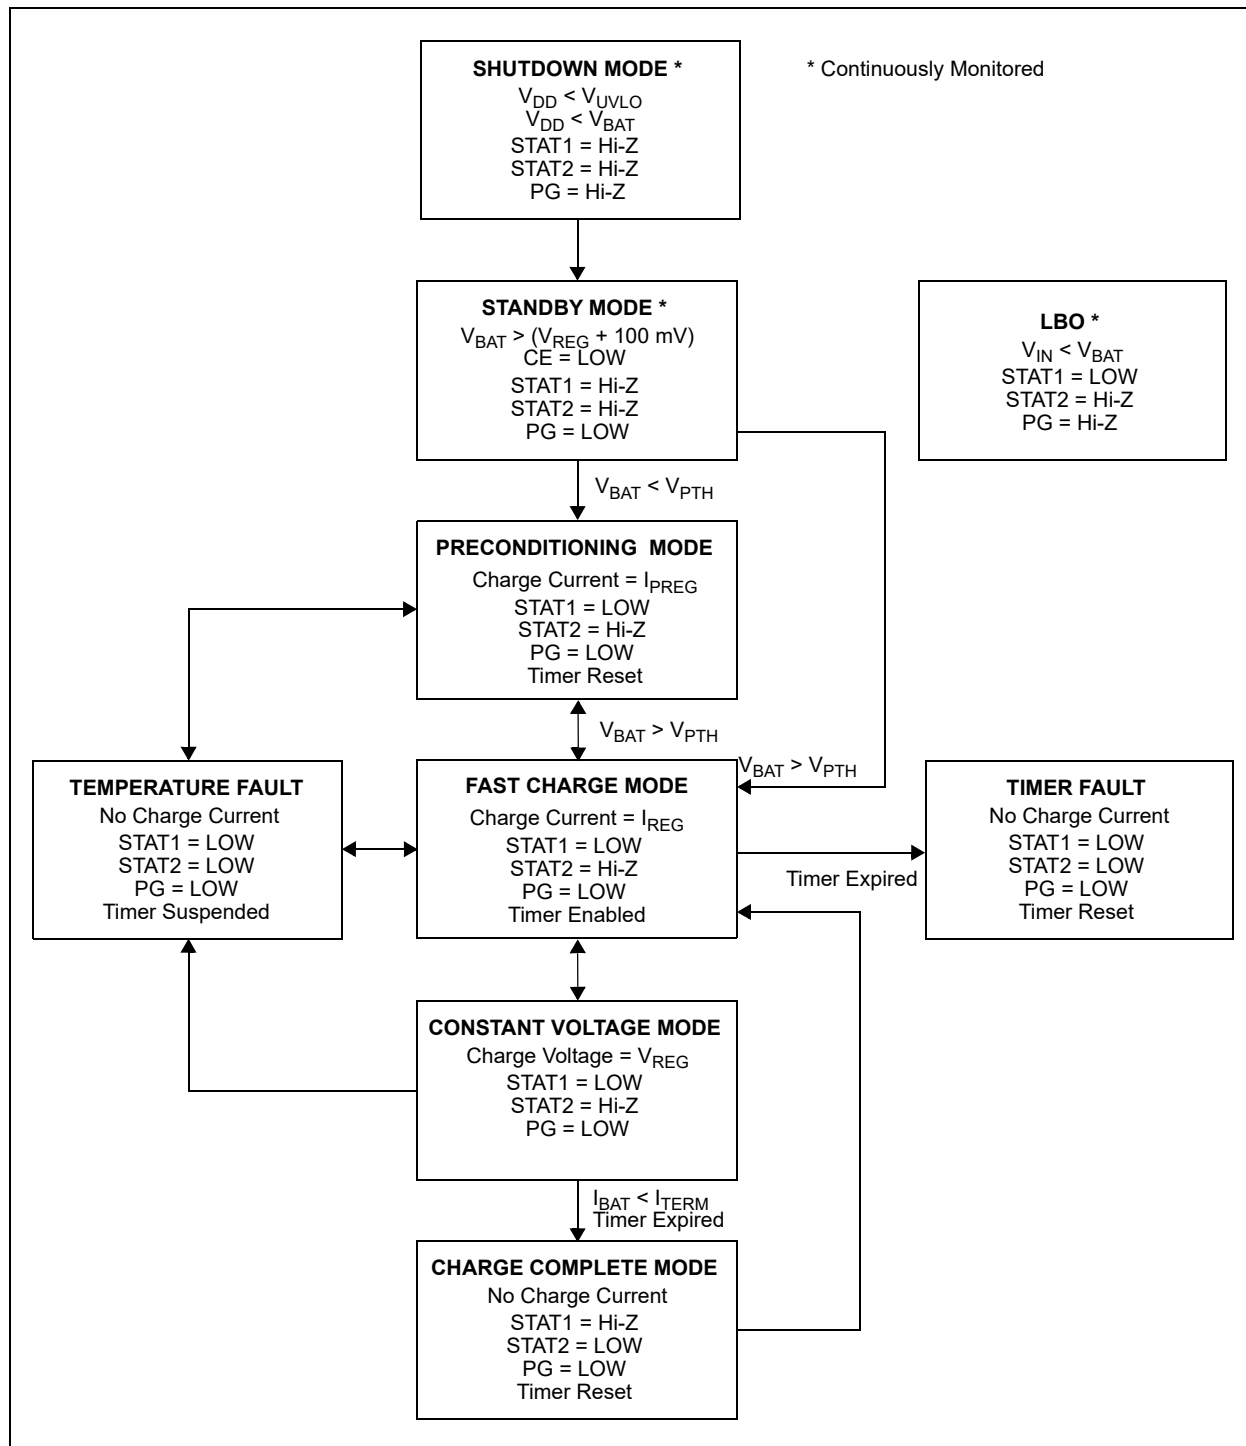 SHUTDOWN MODE *
V_DD < V_UVLO
V_DD < V_BAT
STAT1 = Hi-Z
STAT2 = Hi-Z
PG = Hi-Z
* Continuously Monitored
STANDBY MODE *
V_BAT > (V_REG + 100 mV)
CE = LOW
STAT1 = Hi-Z
STAT2 = Hi-Z
PG = LOW
LBO *
V_IN < V_BAT
STAT1 = LOW
STAT2 = Hi-Z
PG = Hi-Z
V_BAT < V_PTH
PRECONDITIONING MODE
Charge Current = I_PREG
STAT1 = LOW
STAT2 = Hi-Z
PG = LOW
Timer Reset
V_BAT > V_PTH
V_BAT > V_PTH
TEMPERATURE FAULT
No Charge Current
STAT1 = LOW
STAT2 = LOW
PG = LOW
Timer Suspended
FAST CHARGE MODE
Charge Current = I_REG
STAT1 = LOW
STAT2 = Hi-Z
PG = LOW
Timer Enabled
Timer Expired
TIMER FAULT
No Charge Current
STAT1 = LOW
STAT2 = LOW
PG = LOW
Timer Reset
CONSTANT VOLTAGE MODE
Charge Voltage = V_REG
STAT1 = LOW
STAT2 = Hi-Z
PG = LOW
I_BAT < I_TERM
Timer Expired
CHARGE COMPLETE MODE
No Charge Current
STAT1 = Hi-Z
STAT2 = LOW
PG = LOW
Timer Reset